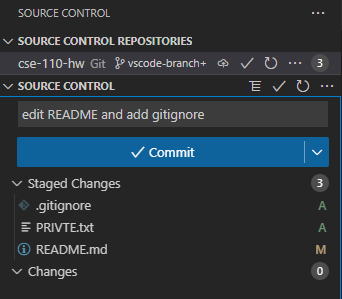 SOURCE CONTROL
SOURCE CONTROL REPOSITORIES
cse-110-hw Git vscode-branch+ 3
SOURCE CONTROL
edit README and add gitignore
Commit
Staged Changes 3
.gitignore A
PRIVTE.txt A
README.md M
Changes 0